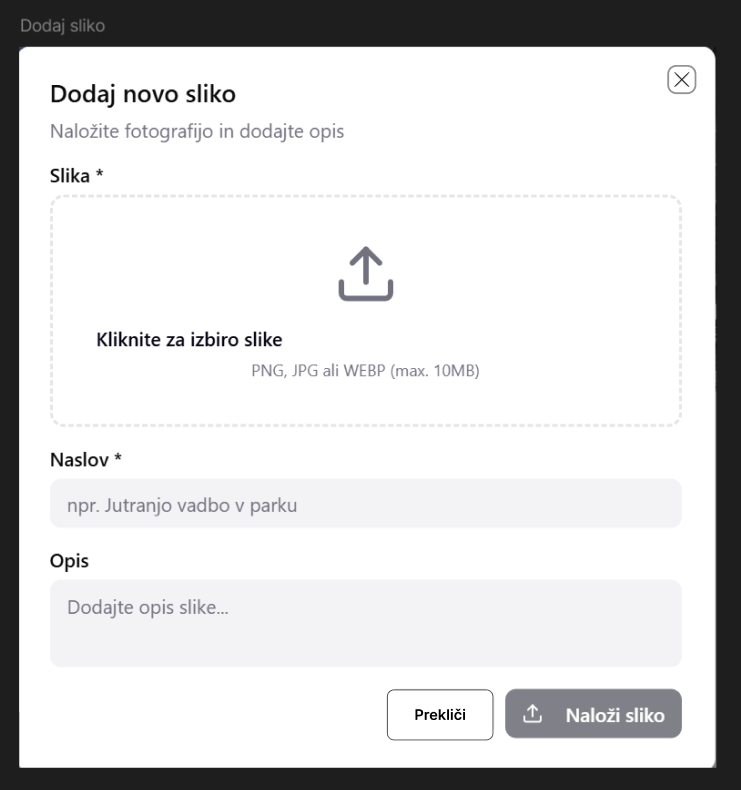 Dodaj sliko
Dodaj novo sliko
Naložite fotografijo in dodajte opis
Slika *
Kliknite za izbiro slike
PNG, JPG ali WEBP (max. 10MB)
Naslov *
npr. Jutranjo vadbo v parku
Opis
Dodajte opis slike...
Prekliči
Naloži sliko